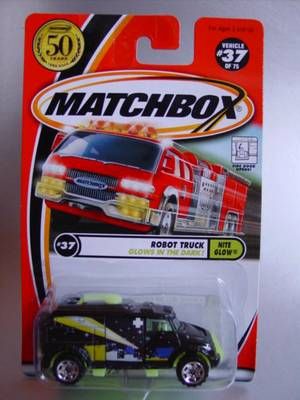 For Ages 3 and Up
VEHICLE
#37
OF 75
50
YEARS
MATCHBOX
#37
ROBOT TRUCK
GLOWS IN THE DARK!
NITE
GLOW